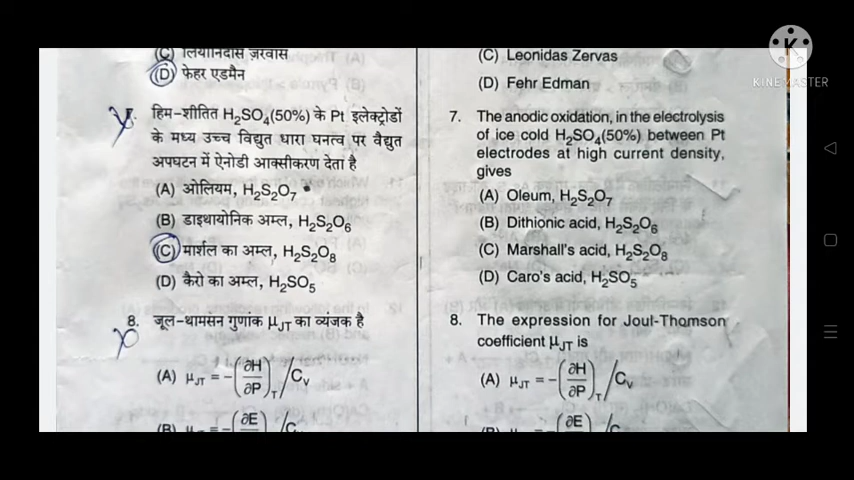 (C) लियोनिदास ज़रवास
(D) फेहर एडमैन
हिम-शीतित H₂SO₄(50%) के Pt इलेक्ट्रोडों
के मध्य उच्च विद्युत धारा घनत्व पर वैद्युत
अपघटन में ऐनोडी आक्सीकरण देता है
(A) ओलियम, H₂S₂O₇
(B) डाइथायोनिक अम्ल, H₂S₂O₆
(C) मार्शल का अम्ल, H₂S₂O₈
(D) कैरो का अम्ल, H₂SO₅
8. जूल-थामसन गुणांक μJT का व्यंजक है
(A) μJT = -(∂H/∂P)T/CV
(B)
(C) Leonidas Zervas
(D) Fehr Edman
7. The anodic oxidation, in the electrolysis
of ice cold H₂SO₄(50%) between Pt
electrodes at high current density,
gives
(A) Oleum, H₂S₂O₇
(B) Dithionic acid, H₂S₂O₆
(C) Marshall's acid, H₂S₂O₈
(D) Caro's acid, H₂SO₅
8. The expression for Joul-Thomson
coefficient μJT is
(A) μJT = -(∂H/∂P)T/CV
K
KINEMASTER